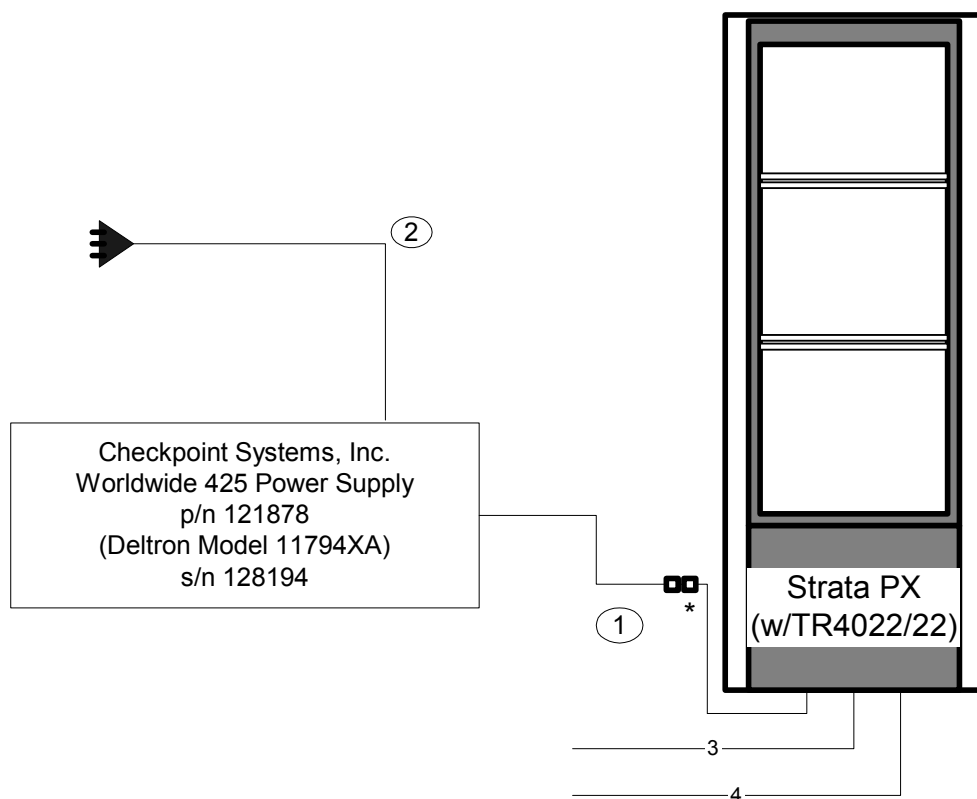 2
Checkpoint Systems, Inc.
Worldwide 425 Power Supply
p/n 121878
(Deltron Model 11794XA)
s/n 128194
*
1
Strata PX
(w/TR4022/22)
3
4